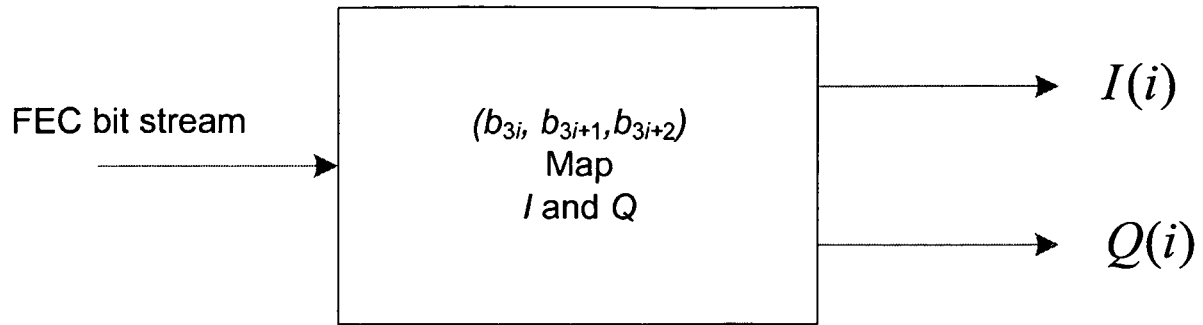 FEC bit stream
(b3i, b3i+1,b3i+2)
Map
I and Q
I(i)
Q(i)